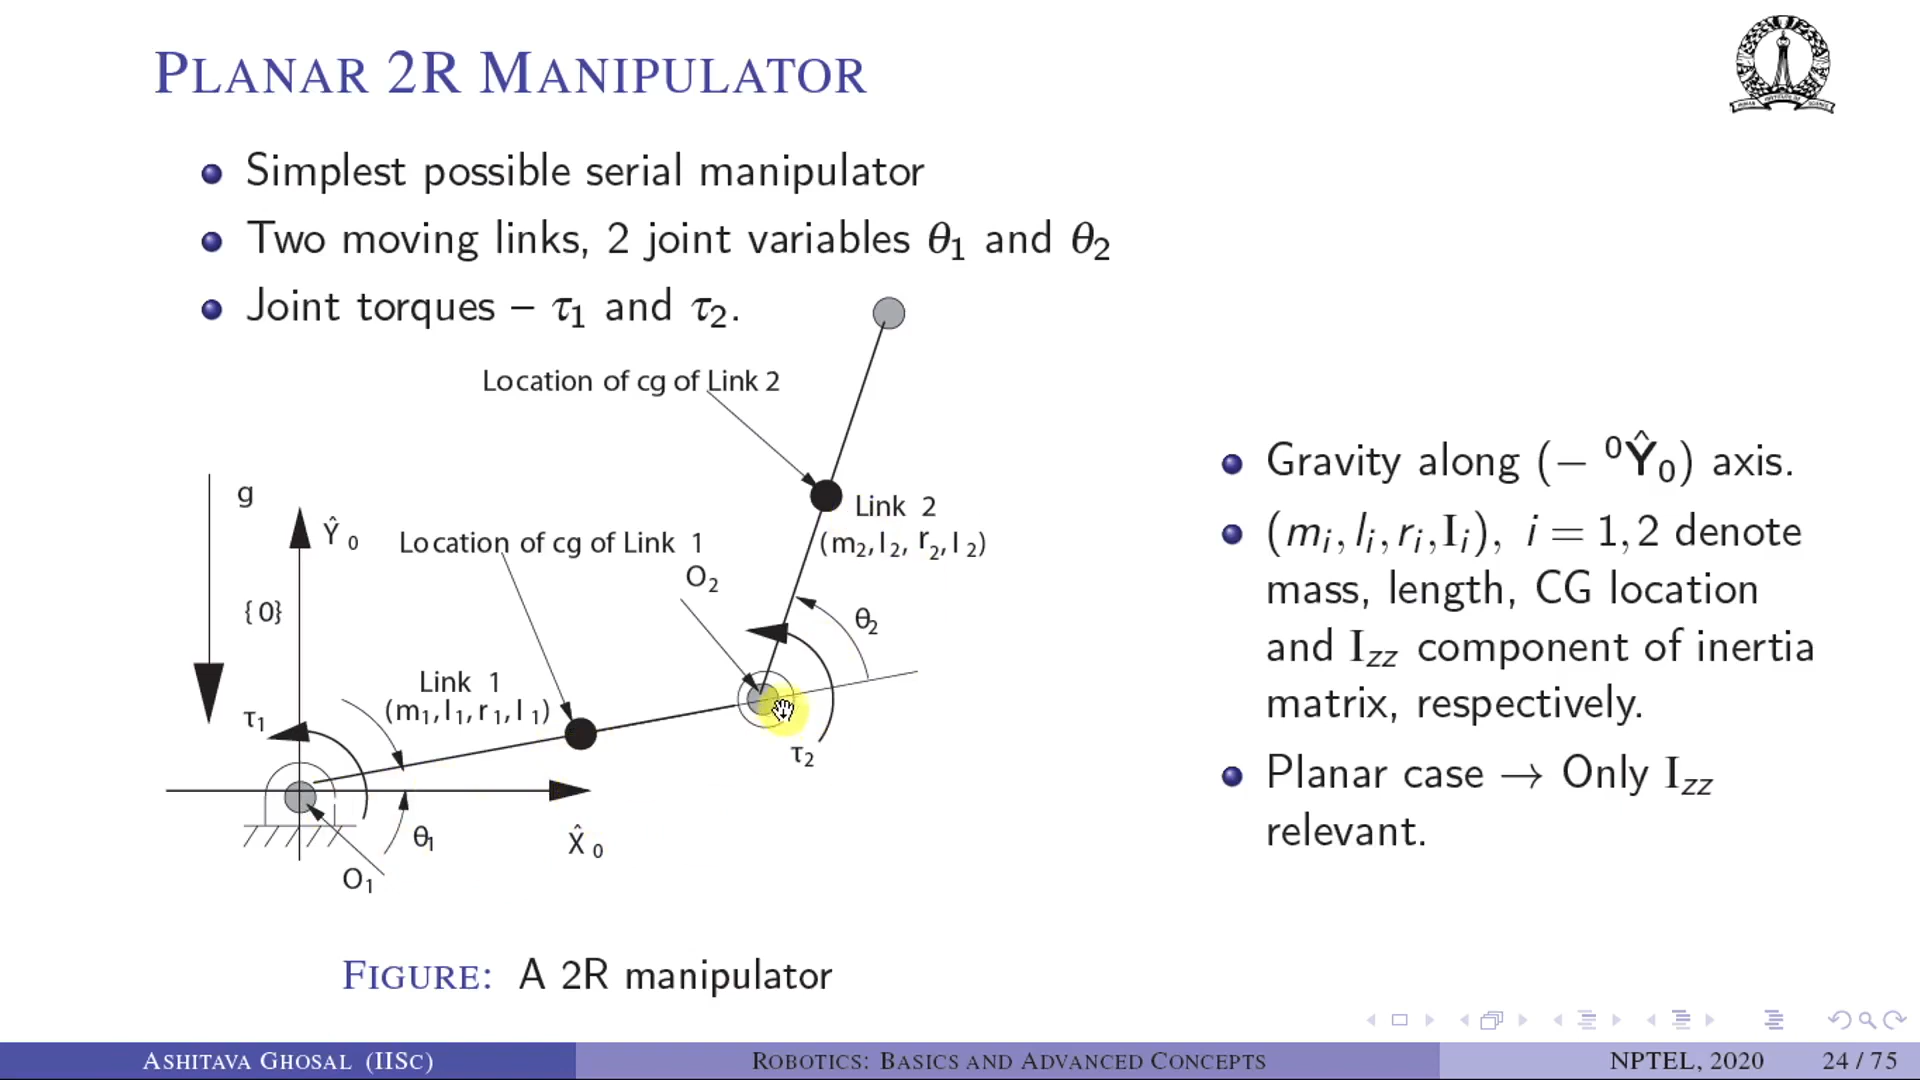 PLANAR 2R MANIPULATOR
Simplest possible serial manipulator
Two moving links, 2 joint variables θ₁ and θ₂
Joint torques – τ₁ and τ₂.
Location of cg of Link 2
g
Ŷ₀
Location of cg of Link 1
O₂
Link 2
(m₂, l₂, r₂, I₂)
{0}
θ₂
Link 1
(m₁, l₁, r₁, I₁)
τ₁
τ₂
θ₁
X̂₀
O₁
FIGURE: A 2R manipulator
Gravity along (− ⁰Ŷ₀) axis.
(mᵢ, lᵢ, rᵢ, Iᵢ), i = 1,2 denote
mass, length, CG location
and I_zz component of inertia
matrix, respectively.
Planar case → Only I_zz
relevant.
ASHITAVA GHOSAL (IISC)
ROBOTICS: BASICS AND ADVANCED CONCEPTS
NPTEL, 2020
24 / 75